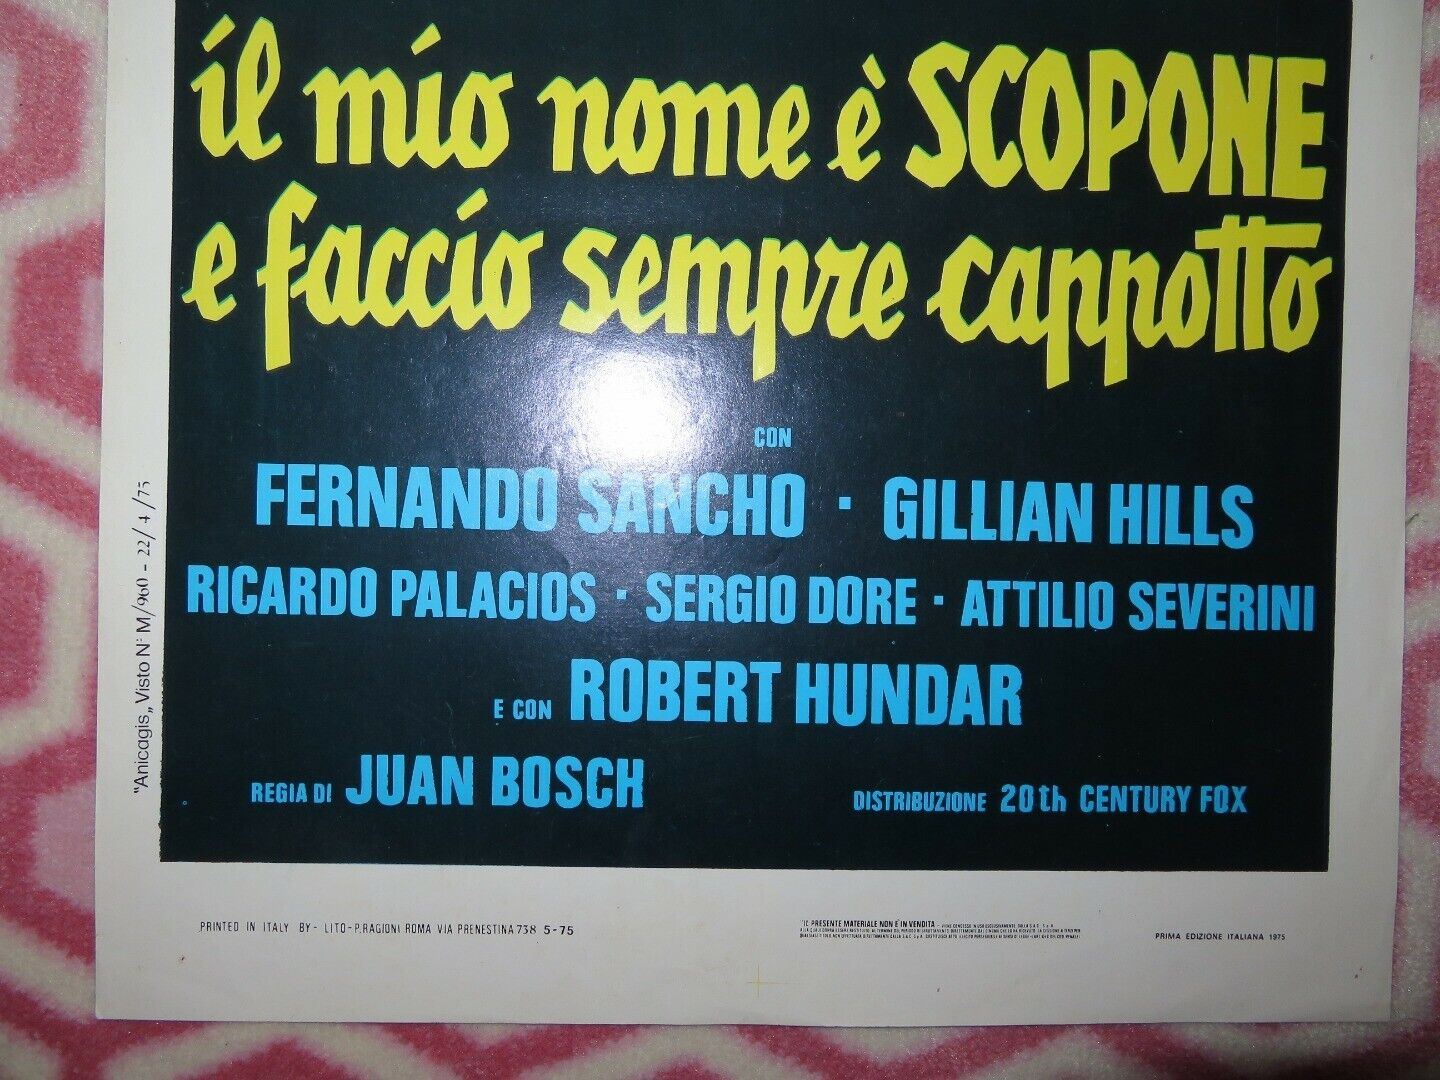 il mio nome è SCOPONE
e faccio sempre cappotto
CON
FERNANDO SANCHO · GILLIAN HILLS
RICARDO PALACIOS · SERGIO DORE · ATTILIO SEVERINI
E CON ROBERT HUNDAR
REGIA DI JUAN BOSCH
DISTRIBUZIONE 20th CENTURY FOX
"Anicagis„ Visto N° M/960 - 22/4/75
PRINTED IN ITALY BY - LITO - P.RAGIONI ROMA VIA PRENESTINA 738 5-75
"IL PRESENTE MATERIALE NON È IN VENDITA -
PRIMA EDIZIONE ITALIANA 1975